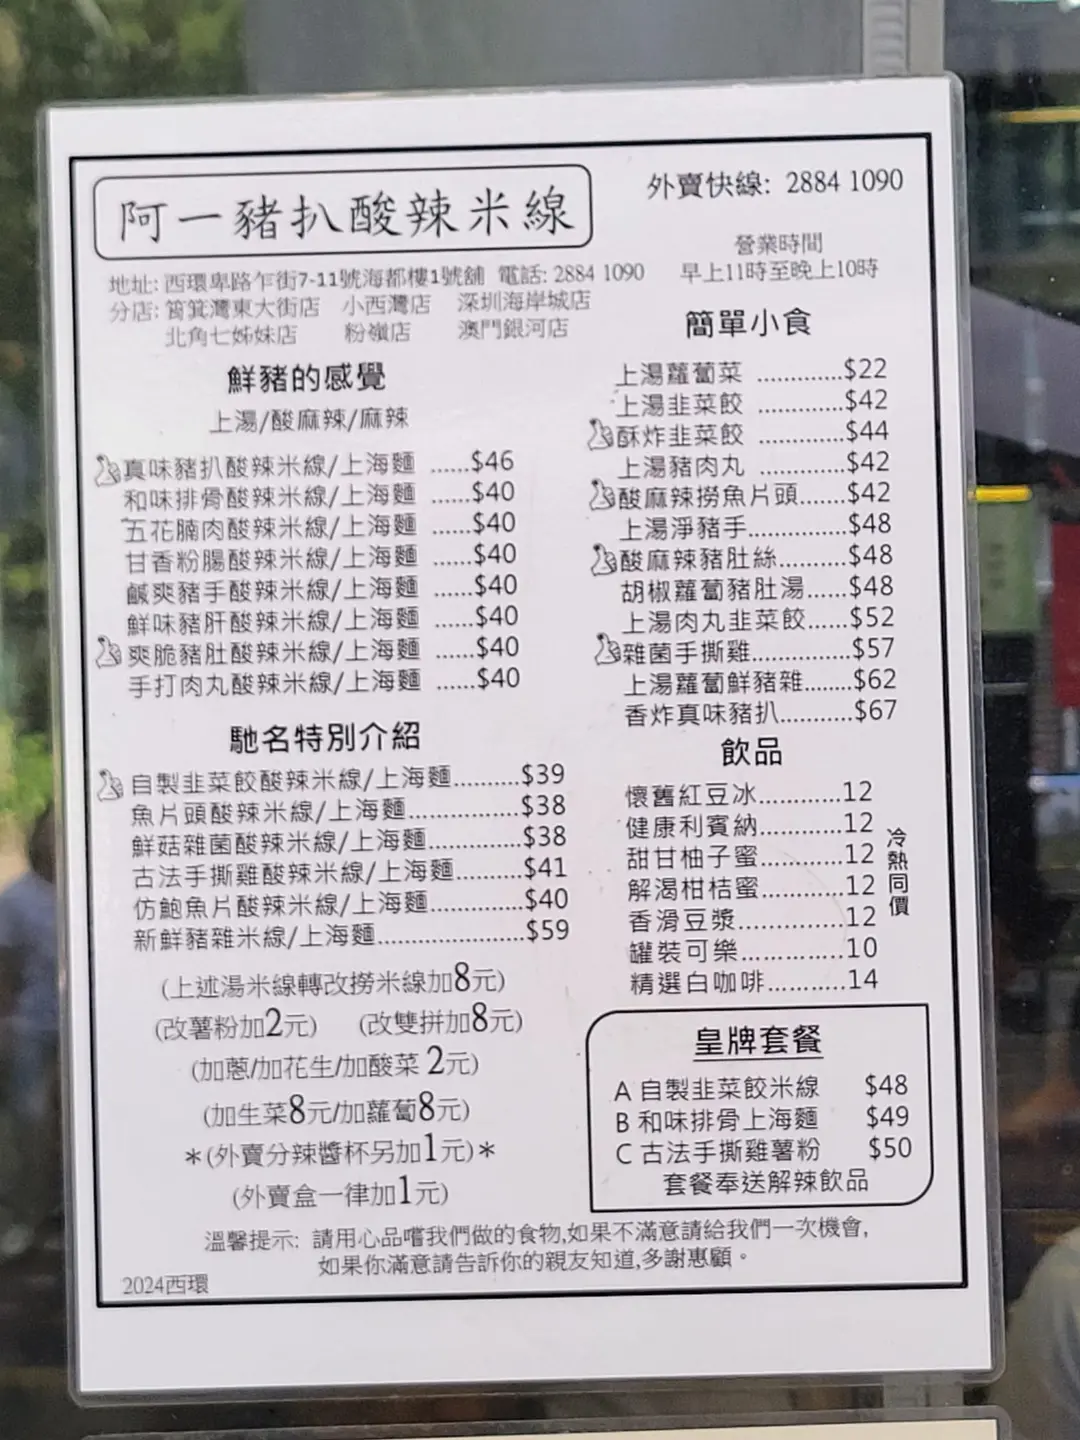 阿一豬扒酸辣米線
外賣快線: 2884 1090
營業時間
早上11時至晚上10時
地址: 西環卑路乍街7-11號海都樓1號舖 電話: 2884 1090
分店: 筲箕灣東大街店 小西灣店 深圳海岸城店
北角七姊妹店 粉嶺店 澳門銀河店
鮮豬的感覺
上湯/酸麻辣/麻辣
真味豬扒酸辣米線/上海麵 ......$46
和味排骨酸辣米線/上海麵 ......$40
五花腩肉酸辣米線/上海麵 ......$40
甘香粉腸酸辣米線/上海麵 ......$40
鹹爽豬手酸辣米線/上海麵 ......$40
鮮味豬肝酸辣米線/上海麵 ......$40
爽脆豬肚酸辣米線/上海麵 ......$40
手打肉丸酸辣米線/上海麵 ......$40
馳名特別介紹
自製韭菜餃酸辣米線/上海麵.........$39
魚片頭酸辣米線/上海麵...............$38
鮮菇雜菌酸辣米線/上海麵.............$38
古法手撕雞酸辣米線/上海麵..........$41
仿鮑魚片酸辣米線/上海麵.............$40
新鮮豬雜米線/上海麵....................$59
(上述湯米線轉改撈米線加8元)
(改薯粉加2元) (改雙拼加8元)
(加蔥/加花生/加酸菜 2元)
(加生菜8元/加蘿蔔8元)
*(外賣分辣醬杯另加1元)*
(外賣盒一律加1元)
簡單小食
上湯蘿蔔菜 ............$22
上湯韭菜餃 ............$42
酥炸韭菜餃 ............$44
上湯豬肉丸 ............$42
酸麻辣撈魚片頭.......$42
上湯淨豬手..............$48
酸麻辣豬肚絲..........$48
胡椒蘿蔔豬肚湯......$48
上湯肉丸韭菜餃......$52
雜菌手撕雞..............$57
上湯蘿蔔鮮豬雜.......$62
香炸真味豬扒..........$67
飲品
懷舊紅豆冰............12
健康利賓納............12
甜甘柚子蜜............12
解渴柑桔蜜............12
香滑豆漿...............12
罐裝可樂...............10
精選白咖啡...........14
冷熱同價
皇牌套餐
A 自製韭菜餃米線 $48
B 和味排骨上海麵 $49
C 古法手撕雞薯粉 $50
套餐奉送解辣飲品
溫馨提示: 請用心品嚐我們做的食物,如果不滿意請給我們一次機會,
如果你滿意請告訴你的親友知道,多謝惠顧。
2024西環